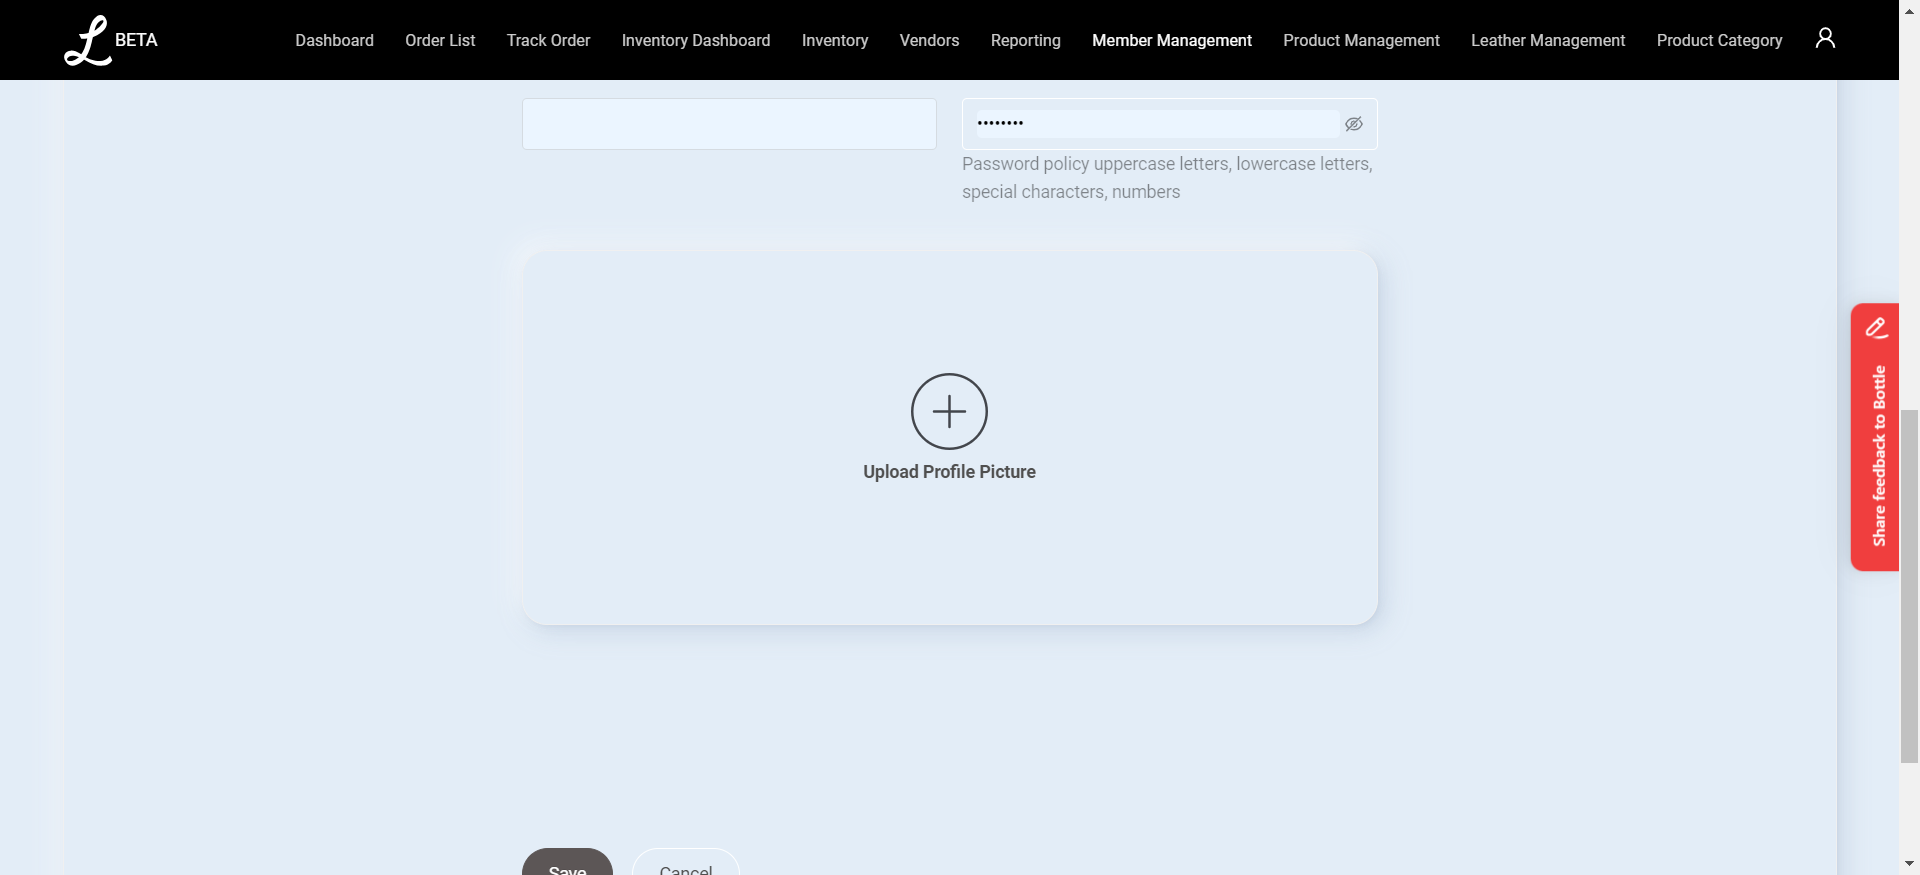 L BETA Dashboard Order List Track Order Inventory Dashboard Inventory Vendors Reporting Member Management Product Management Leather Management Product Category
••••••••
Password policy uppercase letters, lowercase letters,
special characters, numbers
Upload Profile Picture
Share feedback to Bottle
Save Cancel